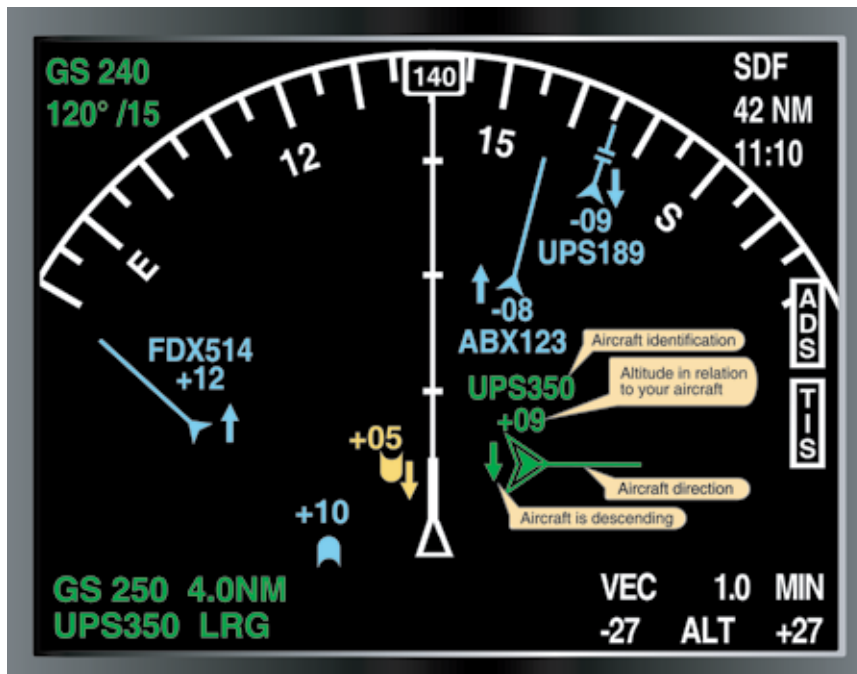 GS 240
120° /15
140
SDF
42 NM
11:10
12
15
E
S
-09
UPS189
-08
ABX123
FDX514
+12
ADS
TIS
Aircraft identification
Altitude in relation
to your aircraft
UPS350
+09
+05
Aircraft direction
Aircraft is descending
+10
GS 250 4.0NM
UPS350 LRG
VEC 1.0 MIN
-27 ALT +27